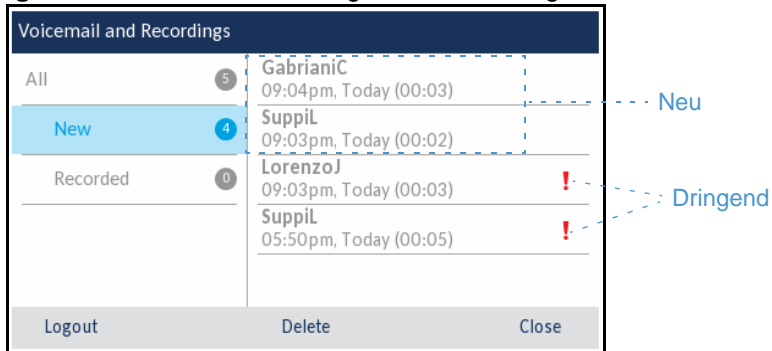 Voicemail and Recordings
All 5
New 4
Recorded 0
GabrianiC
09:04pm, Today (00:03)
SuppiL
09:03pm, Today (00:02)
LorenzoJ
09:03pm, Today (00:03) !
SuppiL
05:50pm, Today (00:05) !
Neu
Dringend
Logout Delete Close